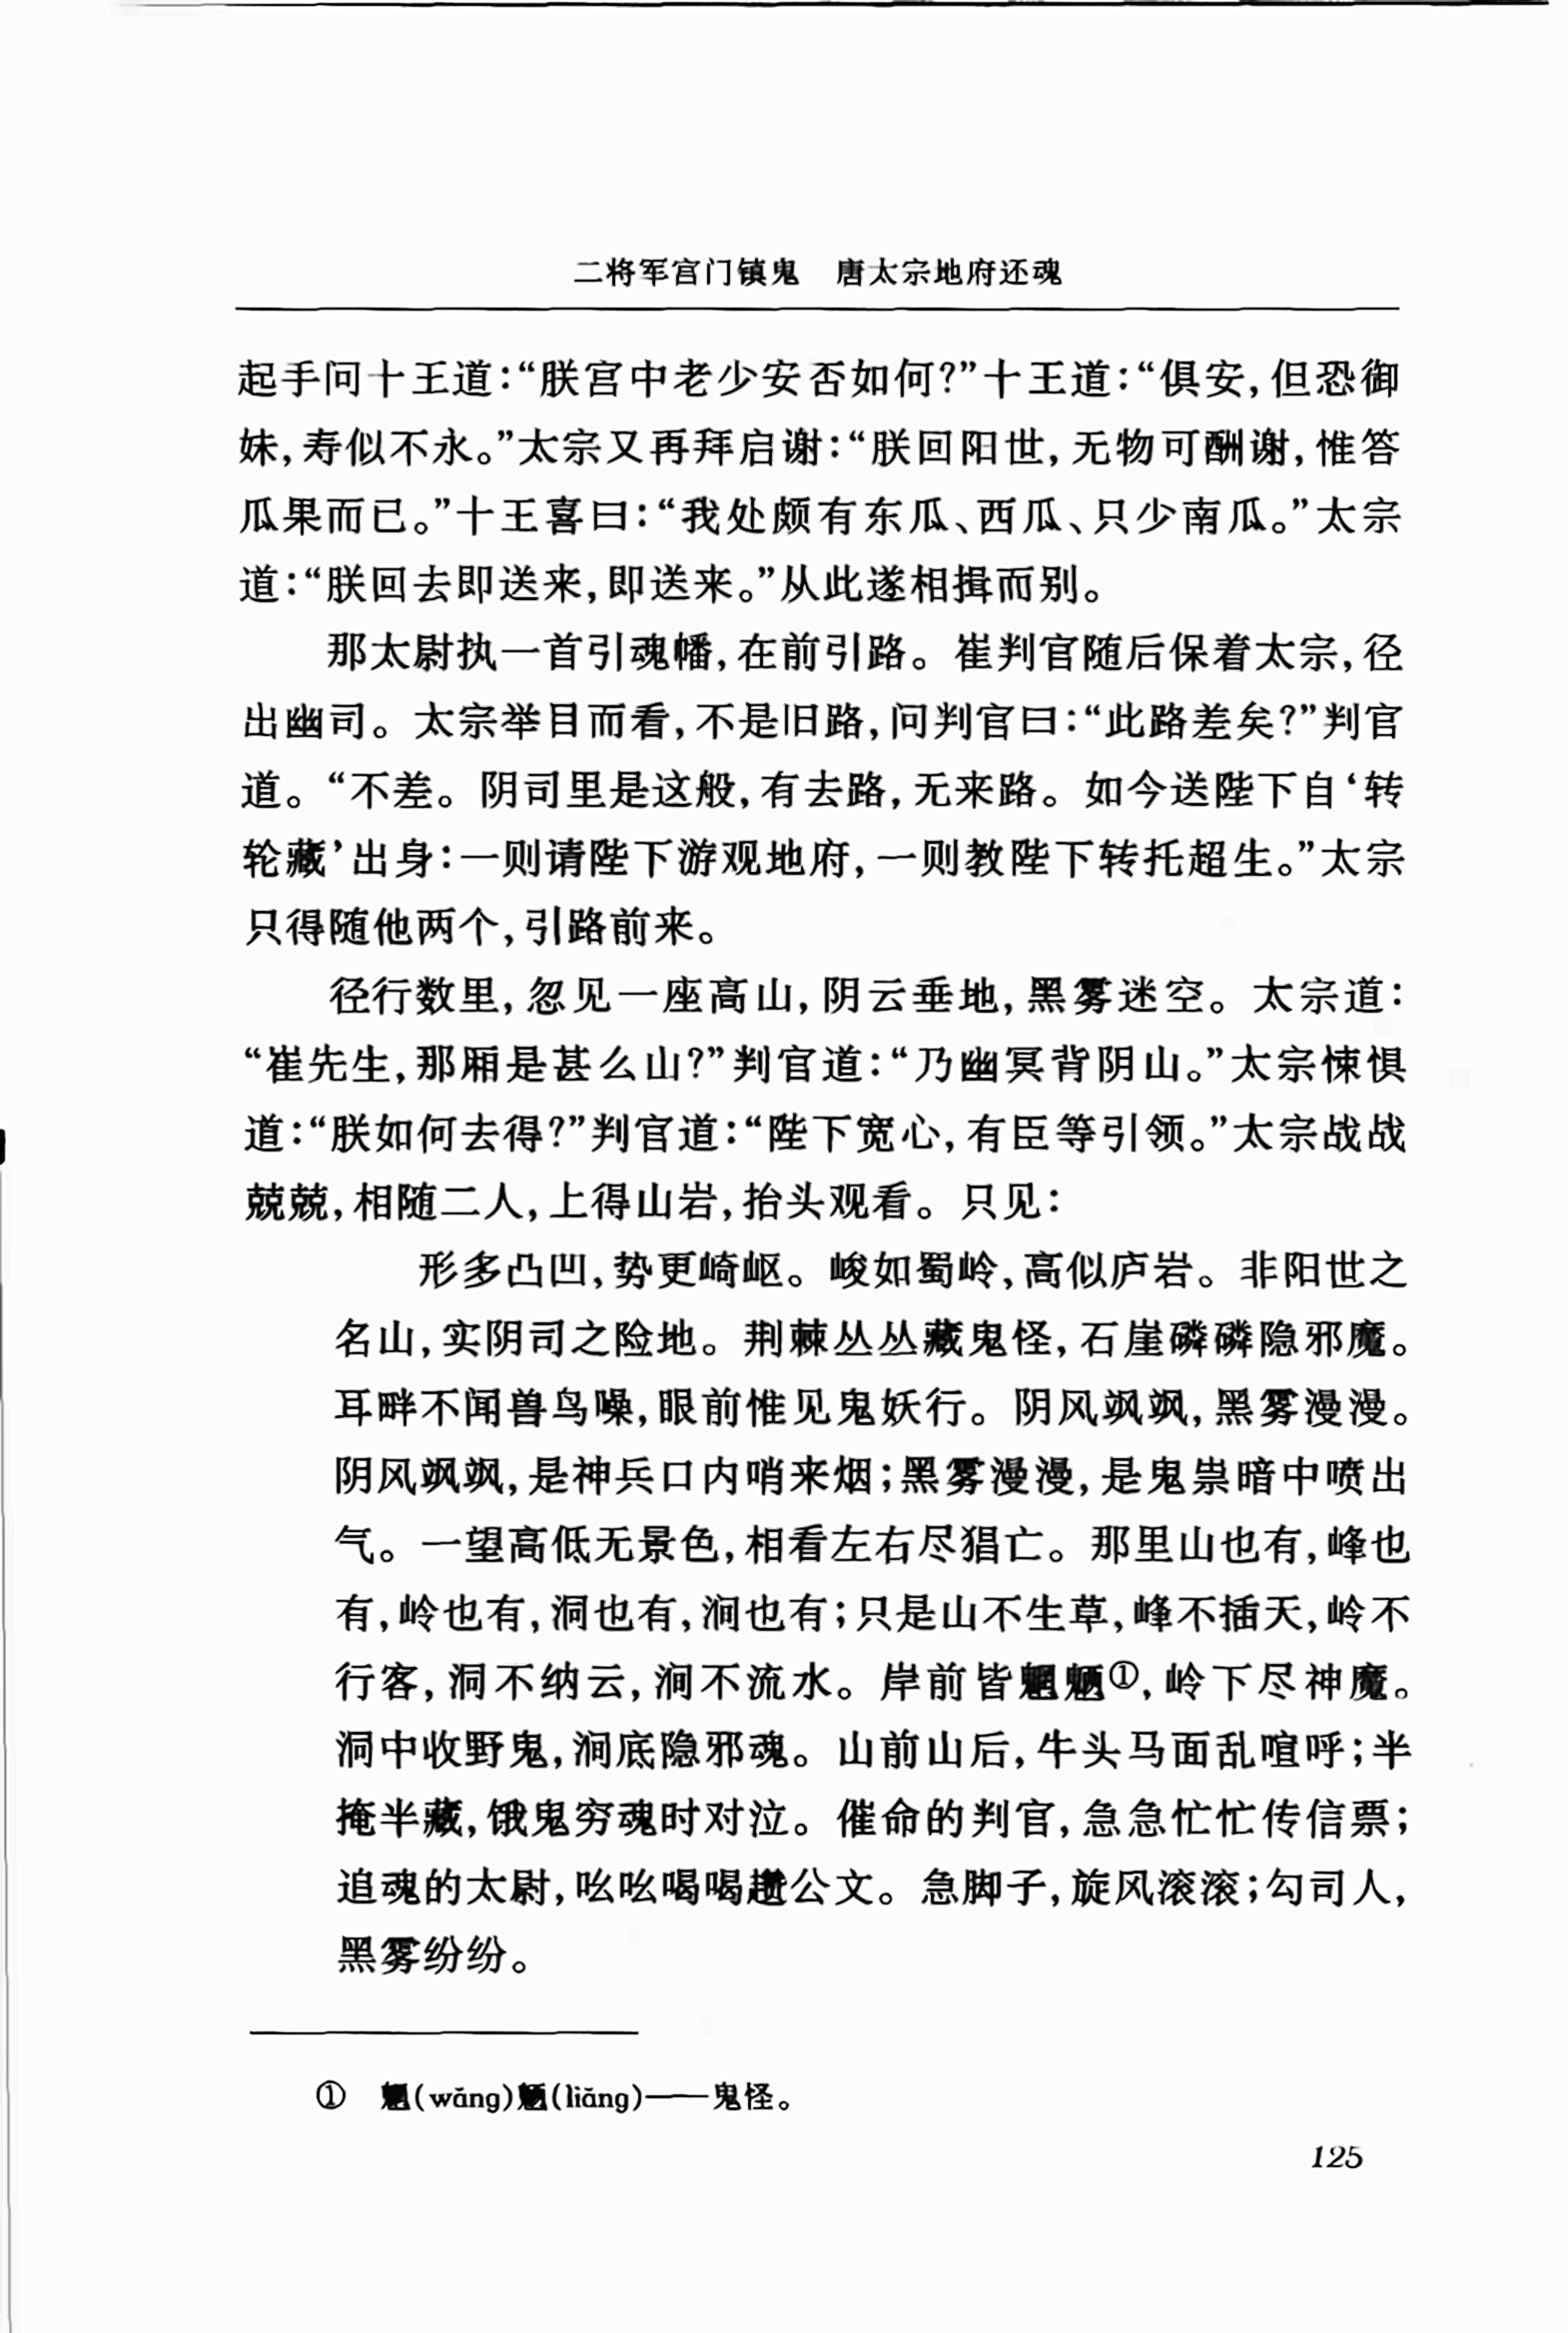 二将军宫门镇鬼　唐太宗地府还魂
起手问十王道：“朕宫中老少安否如何？”十王道：“俱安，但恐御
妹，寿似不永。”太宗又再拜启谢：“朕回阳世，无物可酬谢，惟答
瓜果而已。”十王喜曰：“我处颇有东瓜、西瓜、只少南瓜。”太宗
道：“朕回去即送来，即送来。”从此遂相揖而别。
那太尉执一首引魂幡，在前引路。崔判官随后保着太宗，径
出幽司。太宗举目而看，不是旧路，问判官曰：“此路差矣？”判官
道。“不差。阴司里是这般，有去路，无来路。如今送陛下自‘转
轮藏’出身：一则请陛下游观地府，一则教陛下转托超生。”太宗
只得随他两个，引路前来。
径行数里，忽见一座高山，阴云垂地，黑雾迷空。太宗道：
“崔先生，那厢是甚么山？”判官道：“乃幽冥背阴山。”太宗悚惧
道：“朕如何去得？”判官道：“陛下宽心，有臣等引领。”太宗战战
兢兢，相随二人，上得山岩，抬头观看。只见：
形多凸凹，势更崎岖。峻如蜀岭，高似庐岩。非阳世之
名山，实阴司之险地。荆棘丛丛藏鬼怪，石崖磷磷隐邪魔。
耳畔不闻兽鸟噪，眼前惟见鬼妖行。阴风飒飒，黑雾漫漫。
阴风飒飒，是神兵口内哨来烟；黑雾漫漫，是鬼祟暗中喷出
气。一望高低无景色，相看左右尽猖亡。那里山也有，峰也
有，岭也有，洞也有，涧也有；只是山不生草，峰不插天，岭不
行客，洞不纳云，涧不流水。岸前皆魍魉①，岭下尽神魔。
洞中收野鬼，涧底隐邪魂。山前山后，牛头马面乱喧呼；半
掩半藏，饿鬼穷魂时对泣。催命的判官，急急忙忙传信票；
追魂的太尉，吆吆喝喝趱公文。急脚子，旋风滚滚；勾司人，
黑雾纷纷。
①　魍(wǎng)魉(liǎng)——鬼怪。
125